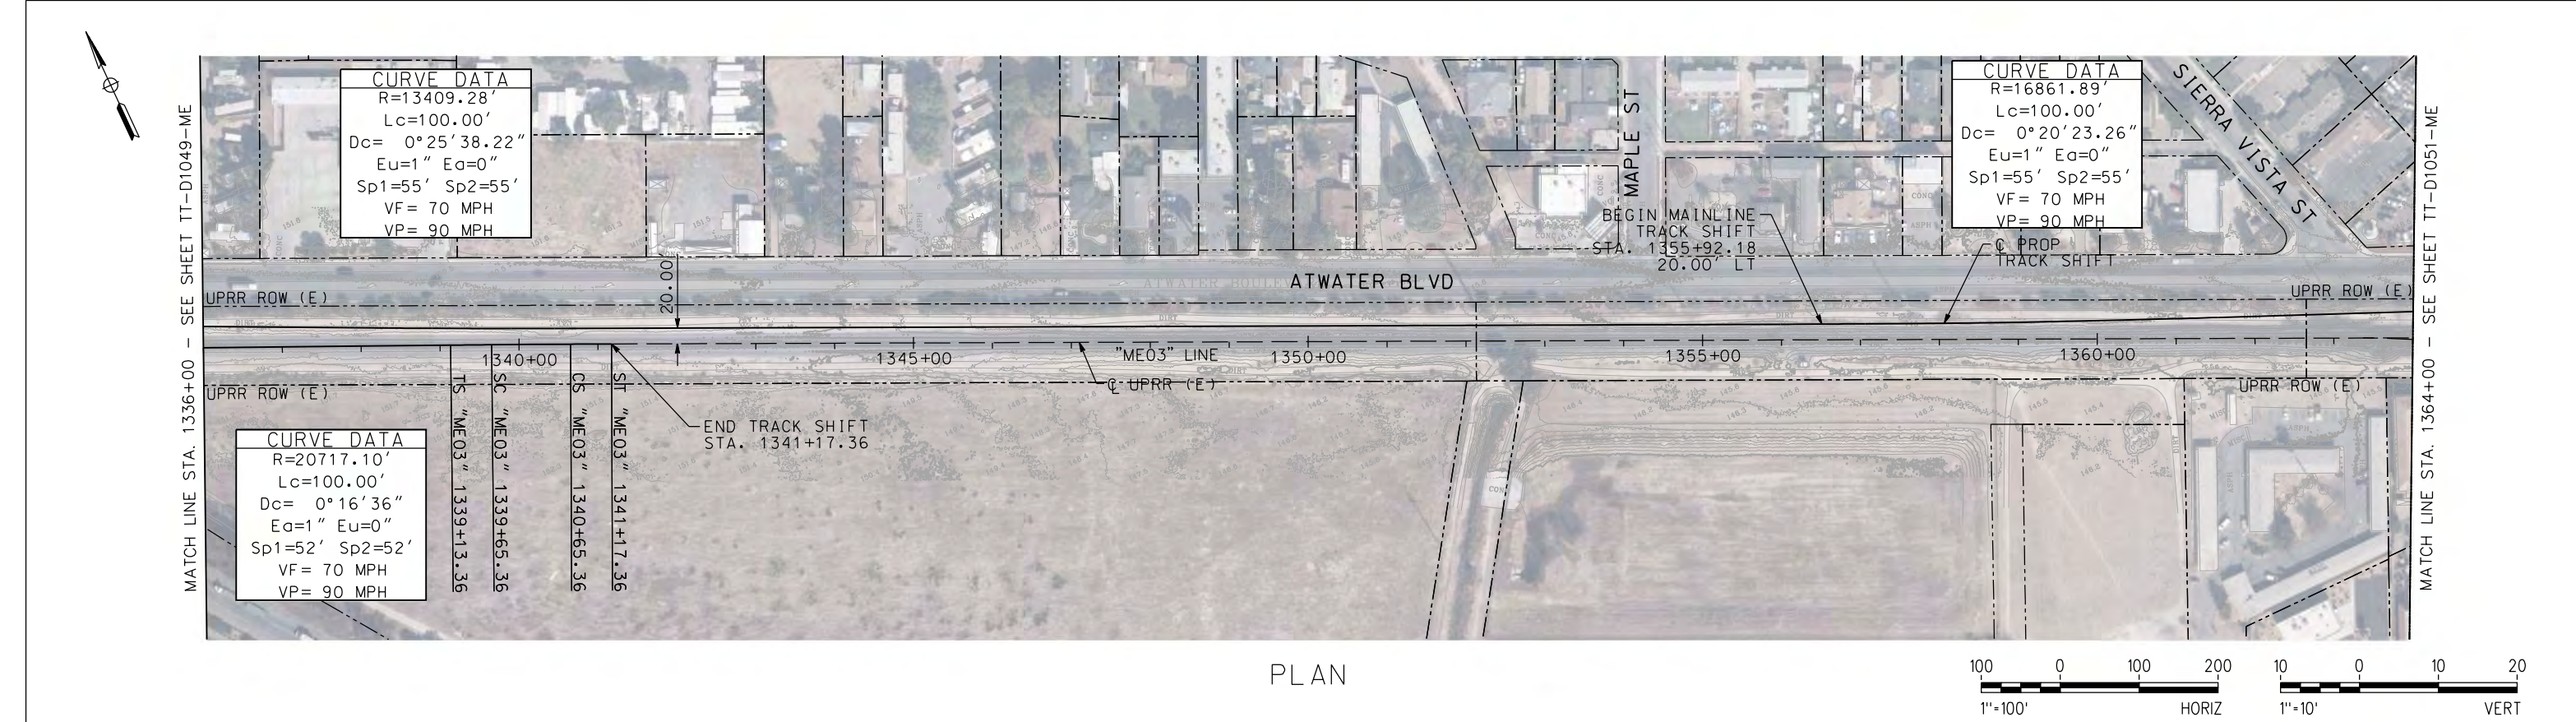 MATCH LINE STA. 1336+00 - SEE SHEET TT-D1049-ME
CURVE DATA
R=13409.28'
Lc=100.00'
Dc= 0°25'38.22"
Eu=1" Ea=0"
Sp1=55' Sp2=55'
VF= 70 MPH
VP= 90 MPH
MAPLE ST
CURVE DATA
R=16861.89'
Lc=100.00'
Dc= 0°20'23.26"
Eu=1" Ea=0"
Sp1=55' Sp2=55'
VF= 70 MPH
VP= 90 MPH
SIERRA VISTA ST
MATCH LINE STA. 1364+00 - SEE SHEET TT-D1051-ME
BEGIN MAINLINE
TRACK SHIFT
STA. 1355+92.18
20.00' LT
℄ PROP
TRACK SHIFT
20.00'
ATWATER BLVD
UPRR ROW (E)
UPRR ROW (E)
1340+00
1345+00
"ME03" LINE
1350+00
1355+00
1360+00
UPRR ROW (E)
℄ UPRR (E)
UPRR ROW (E)
TS "ME03" 1339+13.36
SC "ME03" 1339+65.36
CS "ME03" 1340+65.36
ST "ME03" 1341+17.36
END TRACK SHIFT
STA. 1341+17.36
CURVE DATA
R=20717.10'
Lc=100.00'
Dc= 0°16'36"
Ea=1" Eu=0"
Sp1=52' Sp2=52'
VF= 70 MPH
VP= 90 MPH
PLAN
100 0 100 200
1"=100' HORIZ
10 0 10 20
1"=10' VERT